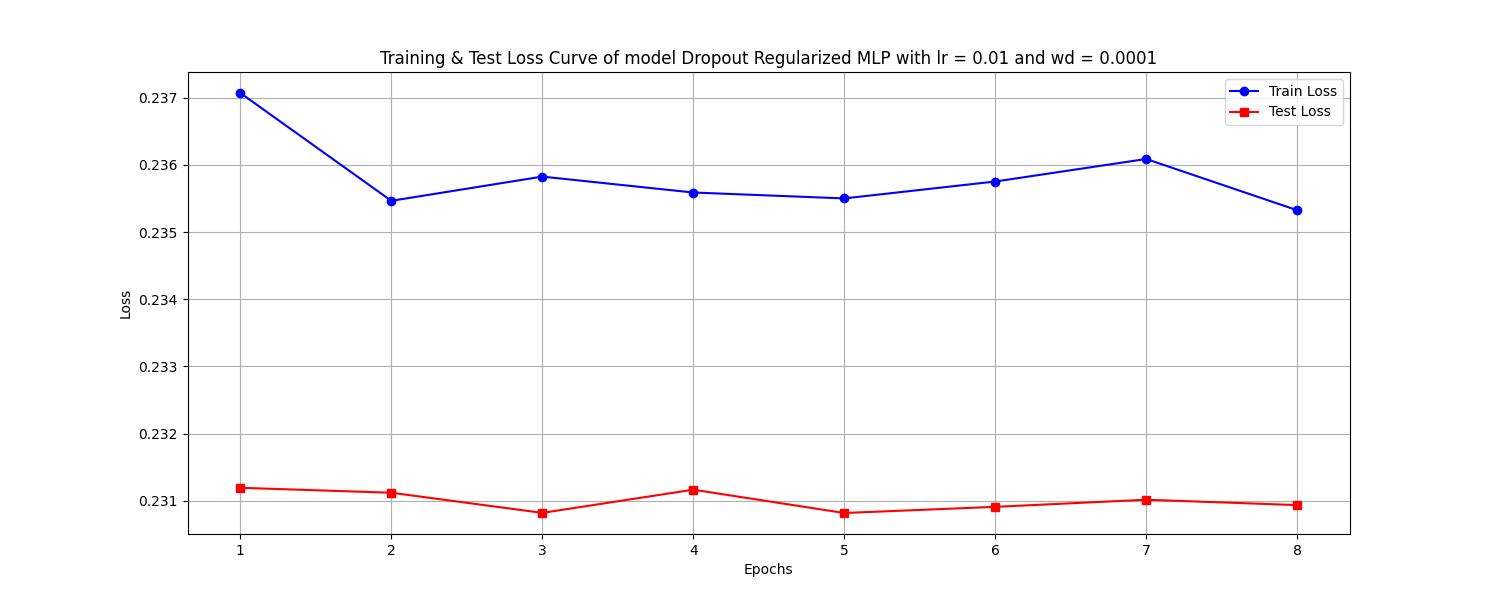 Training & Test Loss Curve of model Dropout Regularized MLP with lr = 0.01 and wd = 0.0001
Train Loss
Test Loss
0.237
0.236
0.235
0.234
0.233
0.232
0.231
Loss
1 2 3 4 5 6 7 8
Epochs